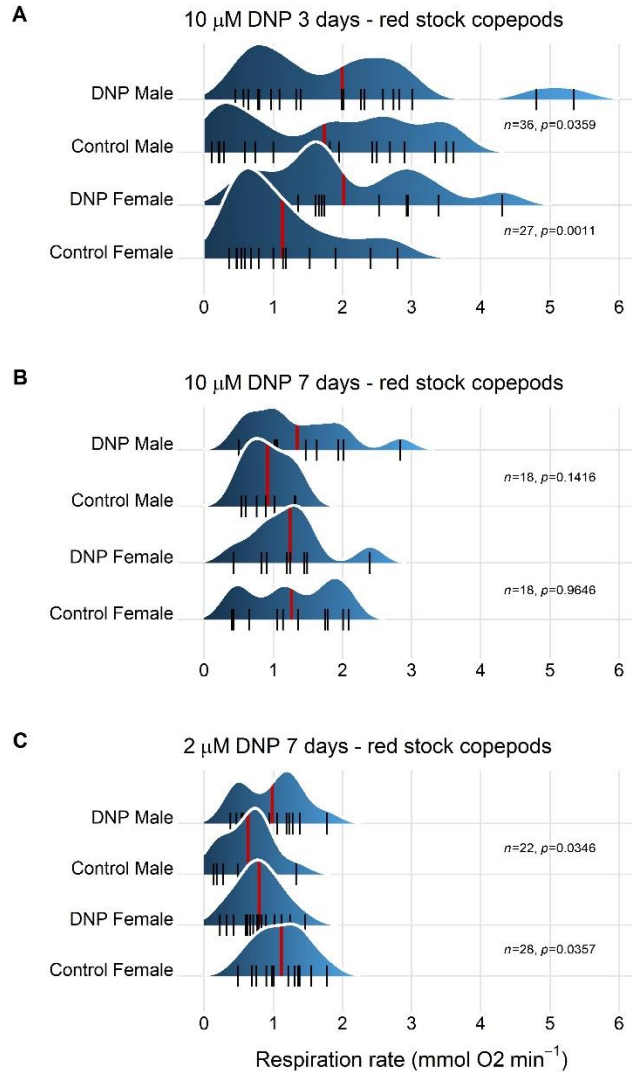 A
10 μM DNP 3 days - red stock copepods
DNP Male
n=36, p=0.0359
Control Male
DNP Female
n=27, p=0.0011
Control Female
0 1 2 3 4 5 6
B
10 μM DNP 7 days - red stock copepods
DNP Male
n=18, p=0.1416
Control Male
DNP Female
n=18, p=0.9646
Control Female
0 1 2 3 4 5 6
C
2 μM DNP 7 days - red stock copepods
DNP Male
n=22, p=0.0346
Control Male
DNP Female
n=28, p=0.0357
Control Female
0 1 2 3 4 5 6
Respiration rate (mmol O2 min⁻¹)